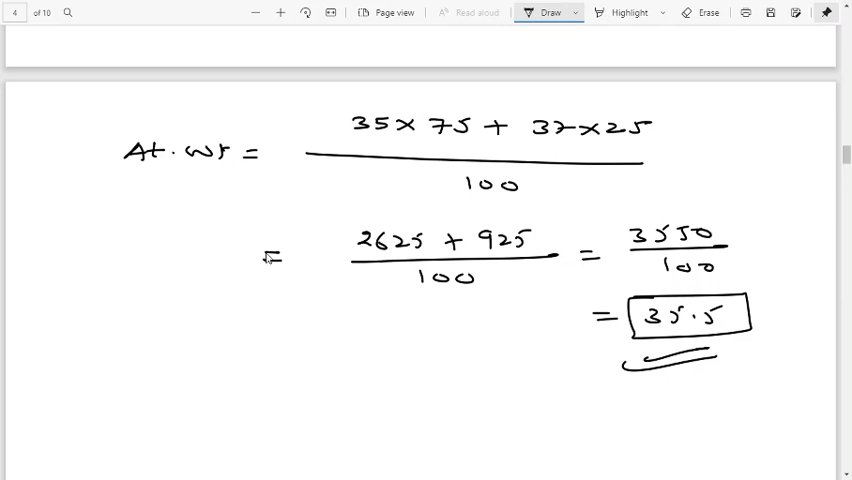 4 of 10 Page view Read aloud Draw Highlight Erase
35 × 75 + 37 × 25
At. Wt =
100
= 2625 + 925 = 3550
100 100
= 35.5